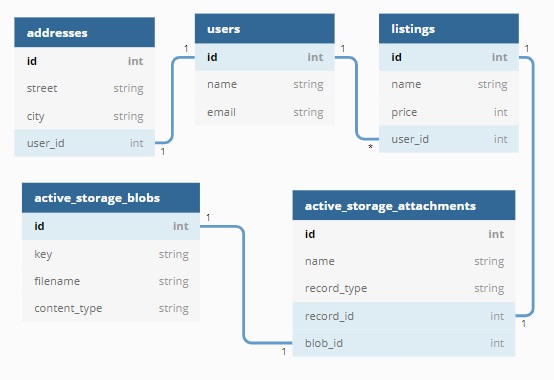 addresses
id int
street string
city string
user_id int
1
1
users
id int
name string
email string
1
*
listings
id int
name string
price int
user_id int
1
1
active_storage_blobs
id int
key string
filename string
content_type string
1
1
active_storage_attachments
id int
name string
record_type string
record_id int
blob_id int